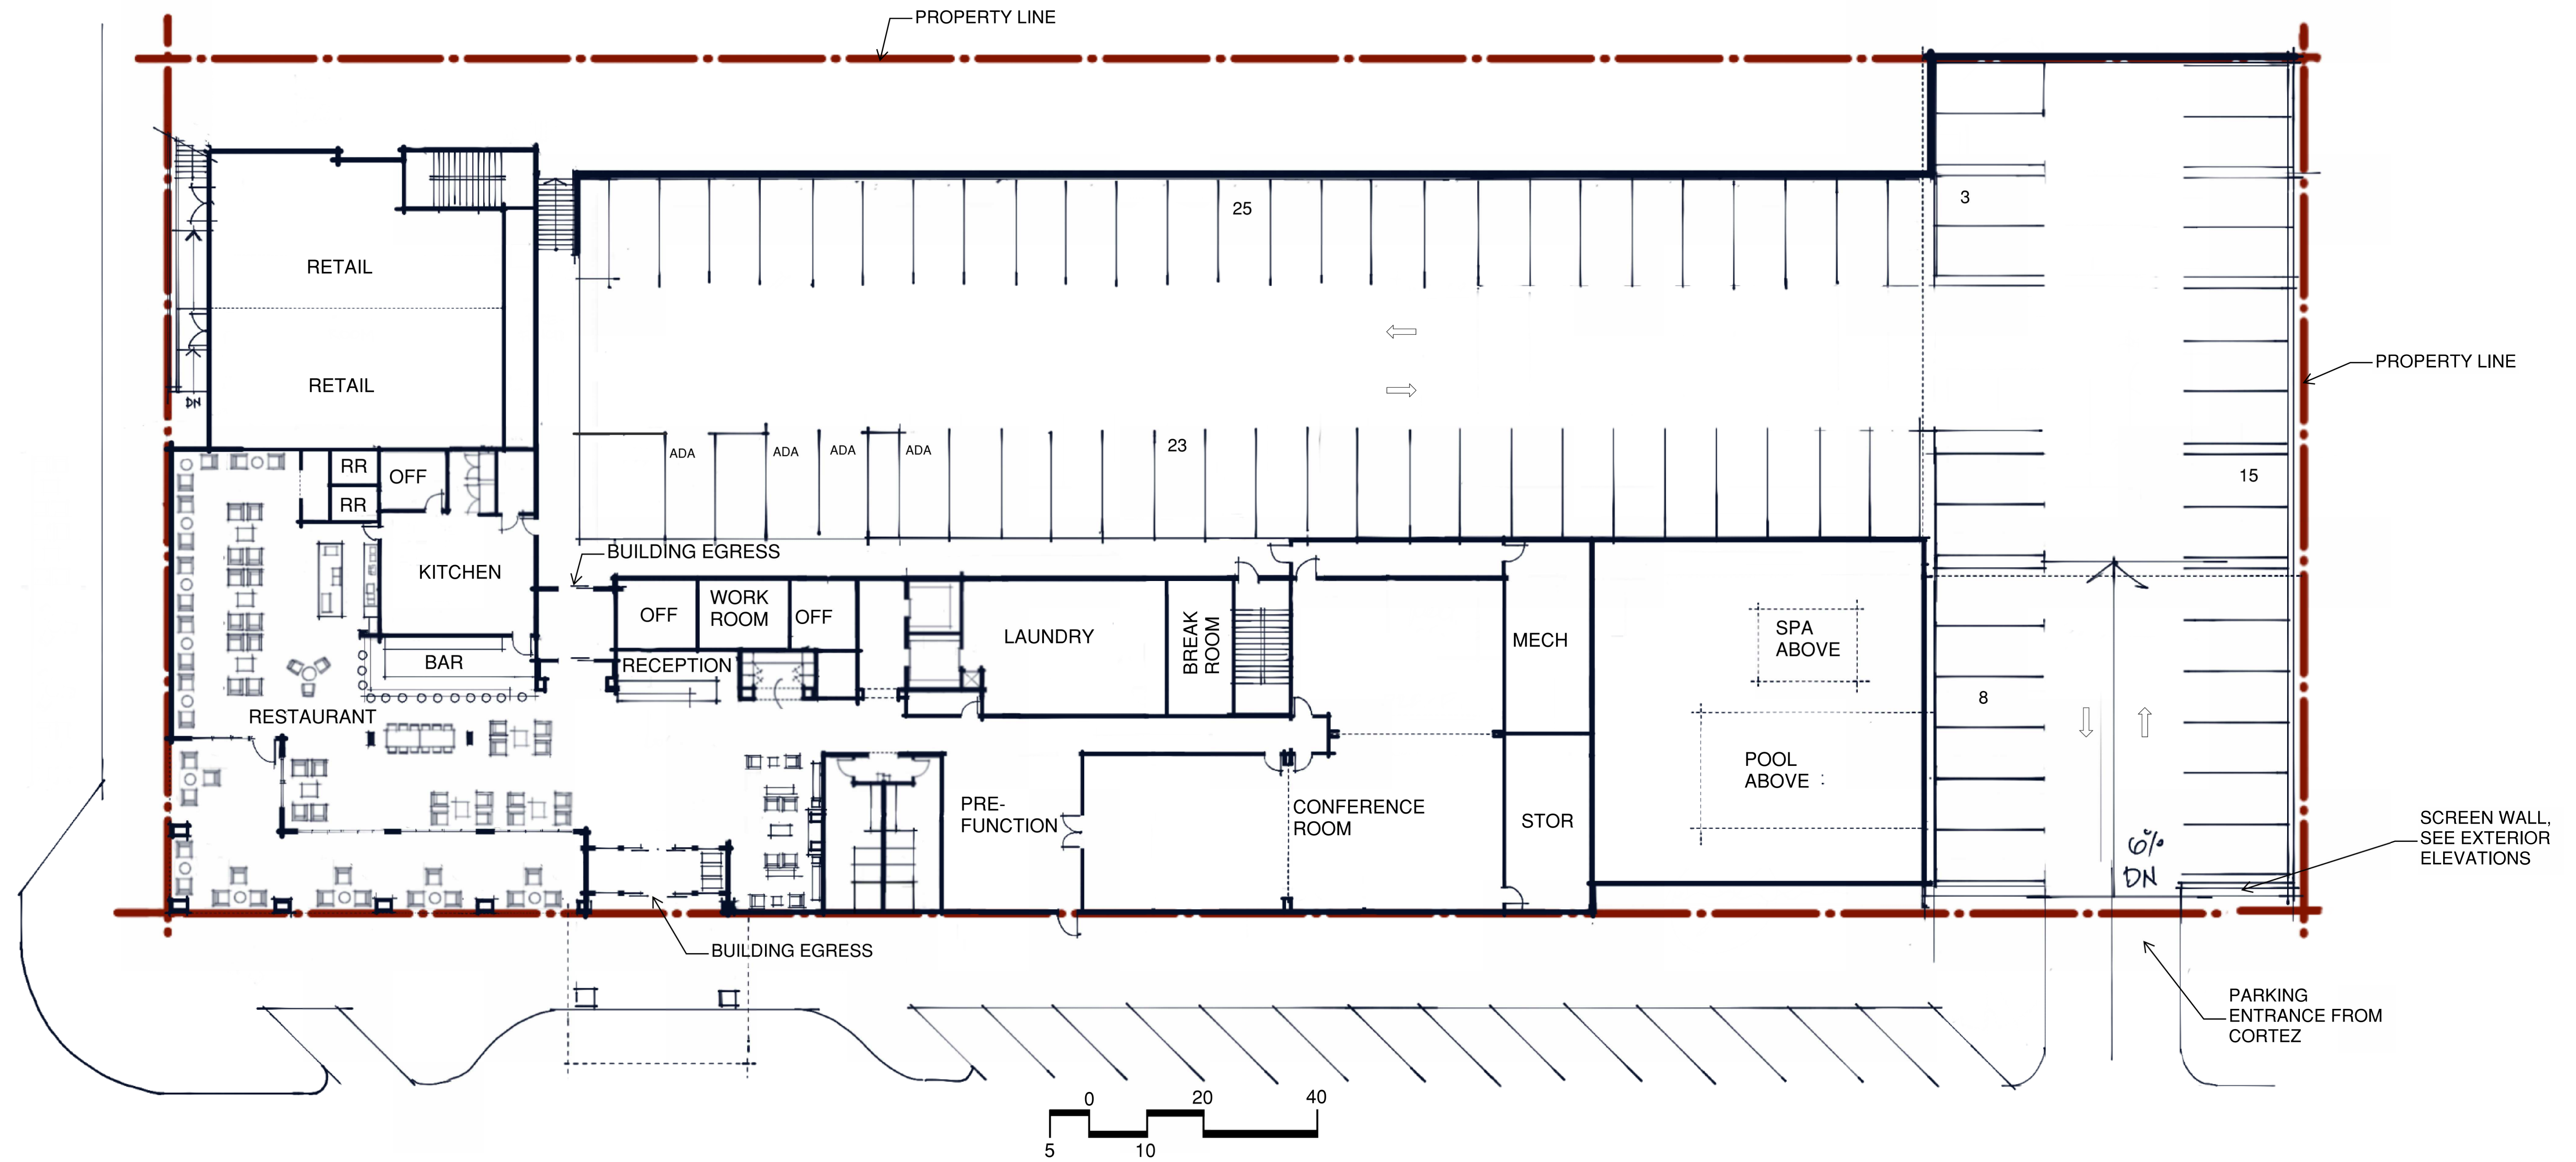 PROPERTY LINE
3
25
RETAIL
PROPERTY LINE
RETAIL
DN
ADA
ADA
ADA
ADA
23
RR
OFF
15
RR
BUILDING EGRESS
KITCHEN
OFF
WORK
ROOM
OFF
LAUNDRY
BREAK
ROOM
MECH
SPA
ABOVE
BAR
RECEPTION
8
RESTAURANT
POOL
ABOVE :
PRE-
FUNCTION
CONFERENCE
ROOM
STOR
SCREEN WALL,
SEE EXTERIOR
ELEVATIONS
6%
DN
BUILDING EGRESS
PARKING
ENTRANCE FROM
CORTEZ
0 20 40
5 10